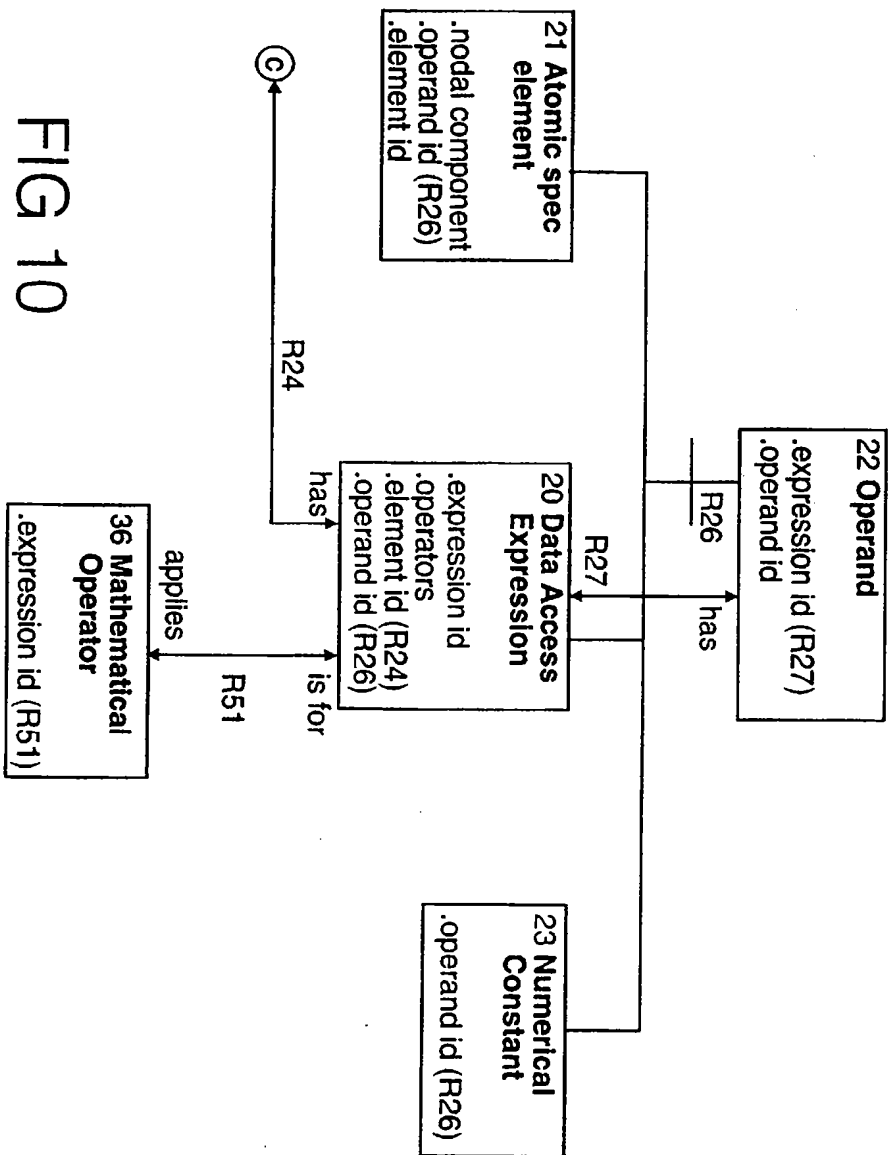 22 Operand
.expression id (R27)
.operand id
R26
has
R27
21 Atomic spec
element
.nodal component
.operand id (R26)
.element id
20 Data Access
Expression
.expression id
.operators
.element id (R24)
.operand id (R26)
23 Numerical
Constant
.operand id (R26)
c
R24
has
is for
R51
applies
36 Mathematical
Operator
.expression id (R51)
FIG 10